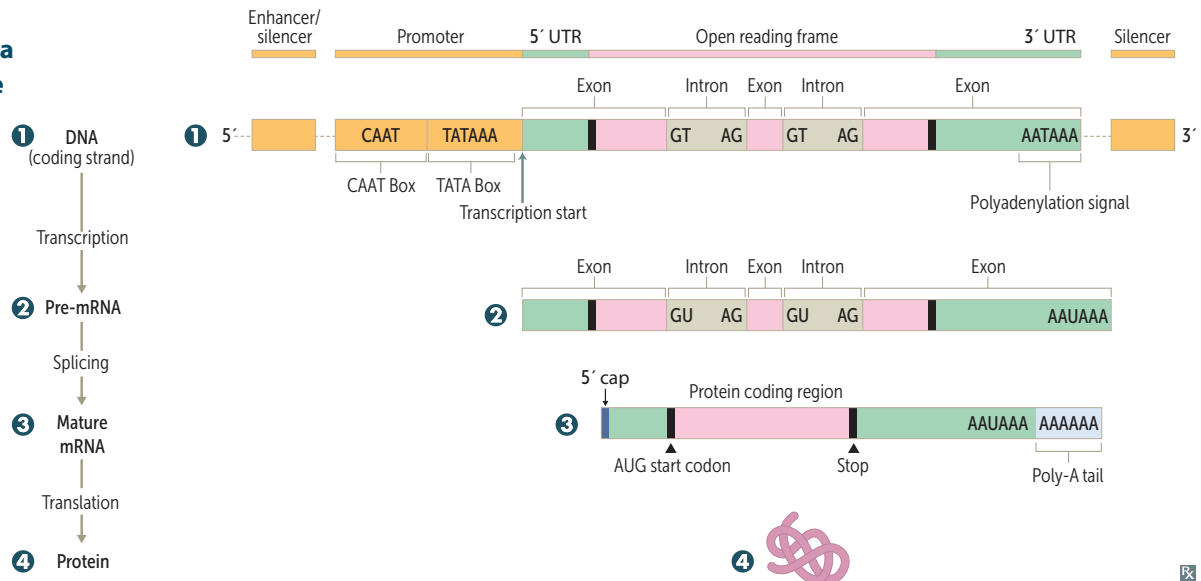 a
e
Enhancer/
silencer
Promoter
5´ UTR
Open reading frame
3´ UTR
Silencer
Exon
Intron
Exon
Intron
Exon
1 DNA
(coding strand)
1 5´ CAAT TATAAA GT AG GT AG AATAAA 3´
CAAT Box
TATA Box
Transcription start
Polyadenylation signal
Transcription
Exon
Intron
Exon
Intron
Exon
2 Pre-mRNA
2 GU AG GU AG AAUAAA
Splicing
5´ cap
Protein coding region
3 Mature
mRNA
3 AAUAAA AAAAAA
AUG start codon
Stop
Poly-A tail
Translation
4 Protein
4
Rx